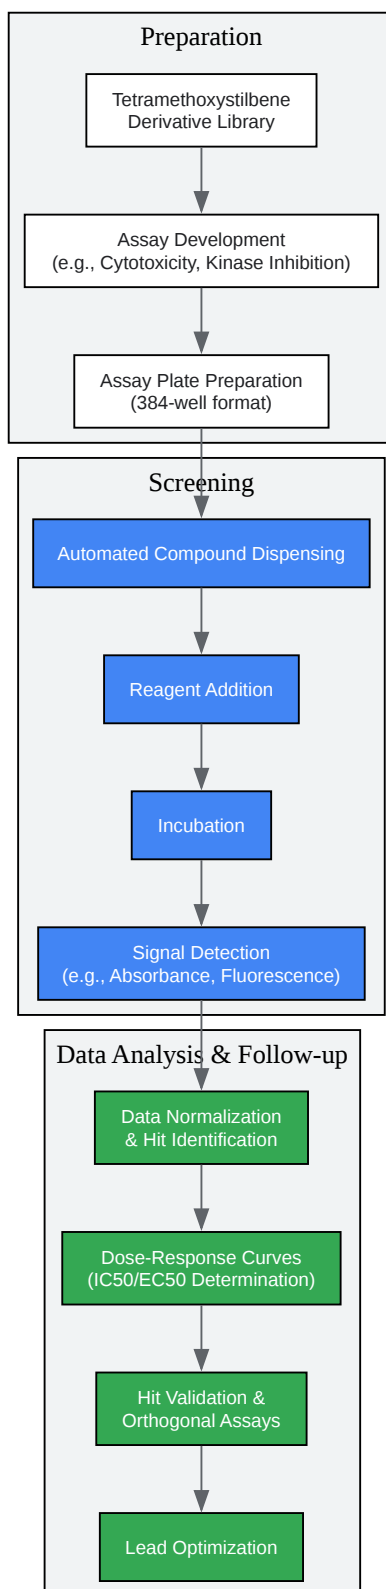 Preparation
Tetramethoxystilbene
Derivative Library
Assay Development
(e.g., Cytotoxicity, Kinase Inhibition)
Assay Plate Preparation
(384-well format)
Screening
Automated Compound Dispensing
Reagent Addition
Incubation
Signal Detection
(e.g., Absorbance, Fluorescence)
Data Analysis & Follow-up
Data Normalization
& Hit Identification
Dose-Response Curves
(IC50/EC50 Determination)
Hit Validation &
Orthogonal Assays
Lead Optimization